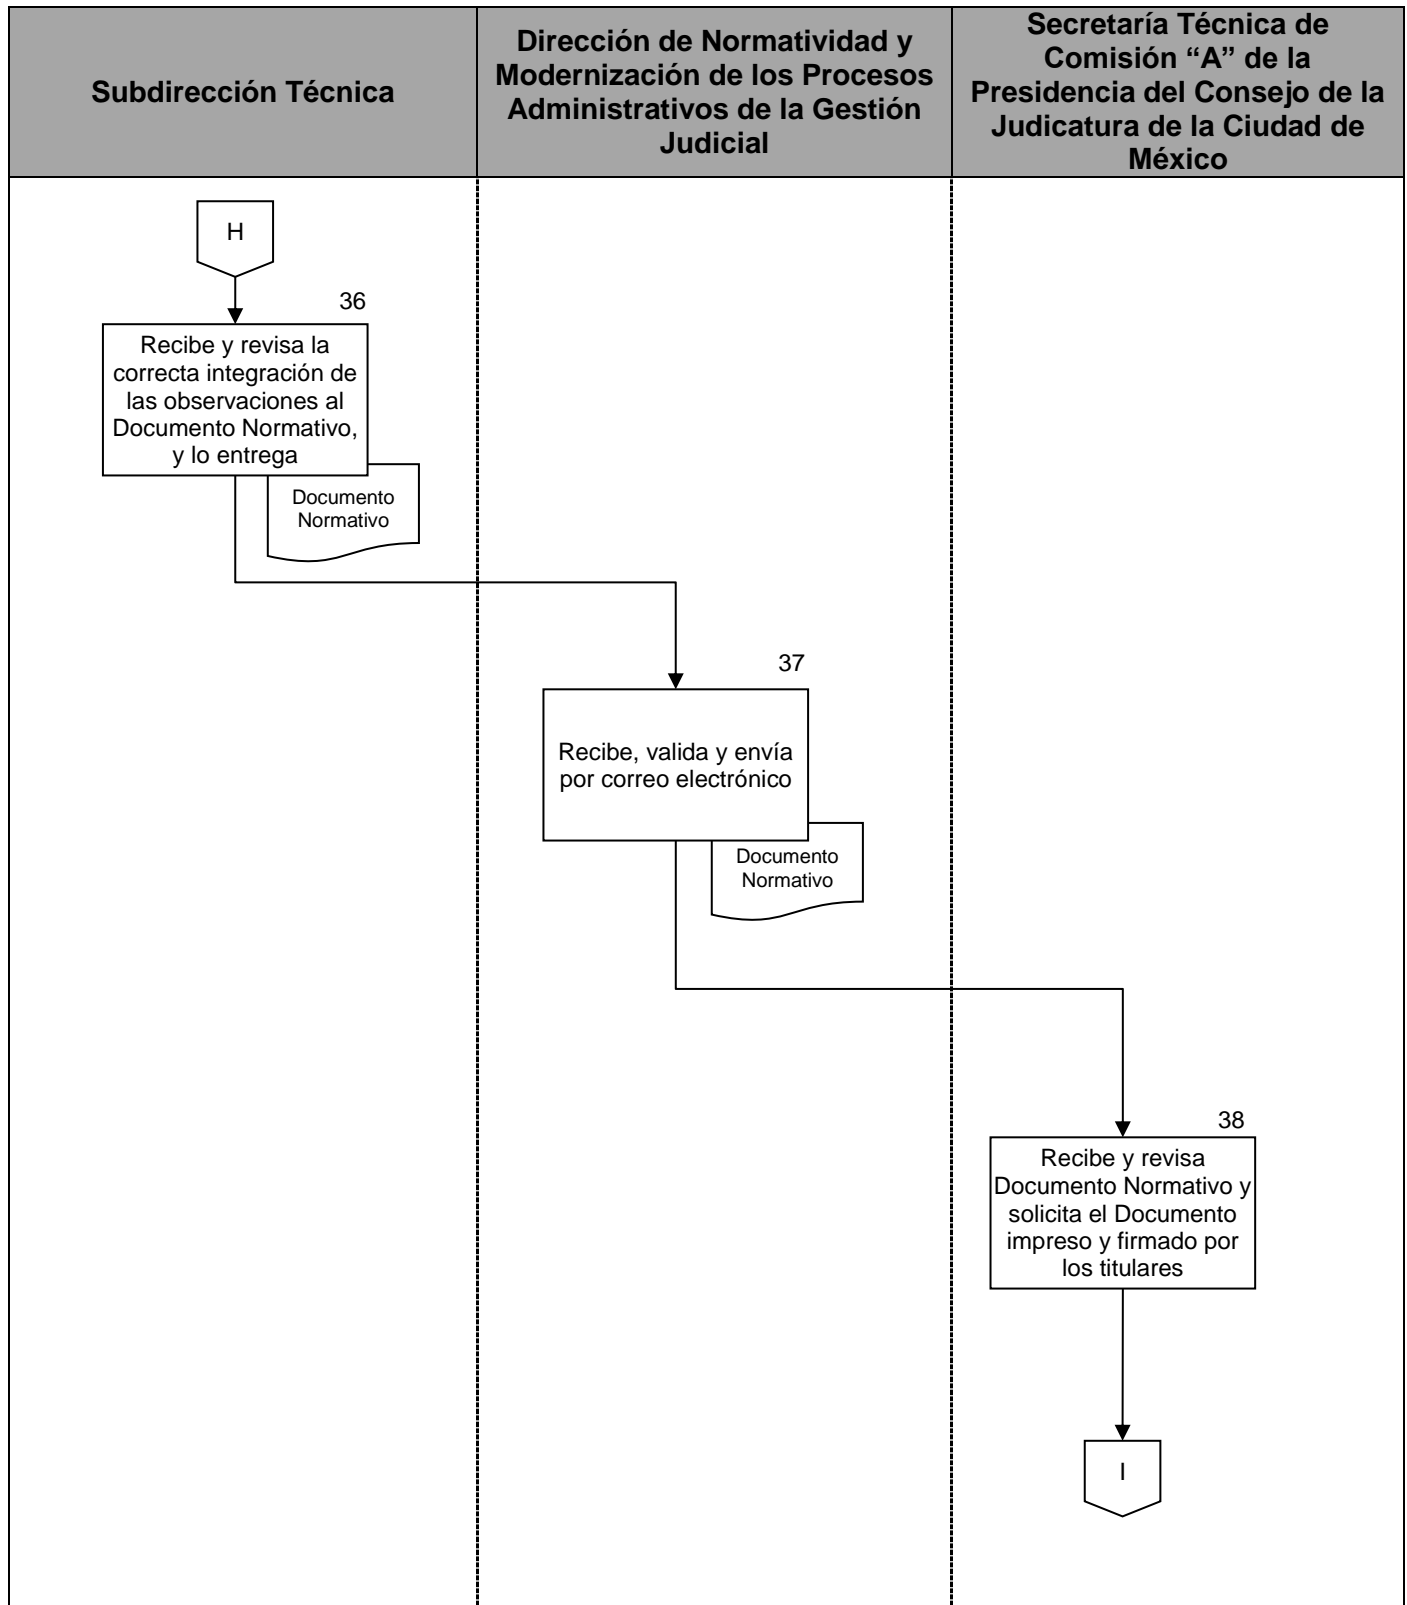 Subdirección Técnica
Dirección de Normatividad y
Modernización de los Procesos
Administrativos de la Gestión
Judicial
Secretaría Técnica de
Comisión “A” de la
Presidencia del Consejo de la
Judicatura de la Ciudad de
México
H
36
Recibe y revisa la
correcta integración de
las observaciones al
Documento Normativo,
y lo entrega
Documento
Normativo
37
Recibe, valida y envía
por correo electrónico
Documento
Normativo
38
Recibe y revisa
Documento Normativo y
solicita el Documento
impreso y firmado por
los titulares
I